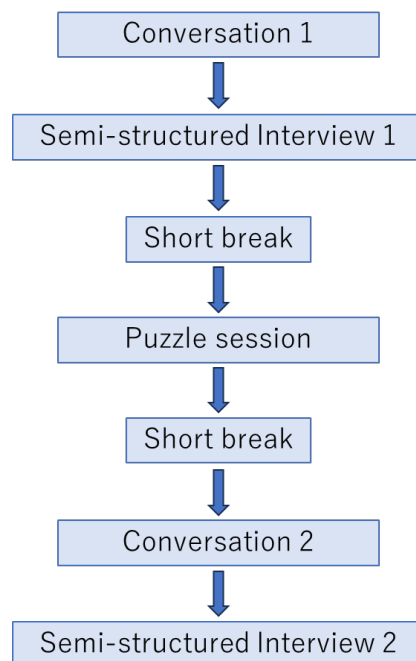 Conversation 1
Semi-structured Interview 1
Short break
Puzzle session
Short break
Conversation 2
Semi-structured Interview 2